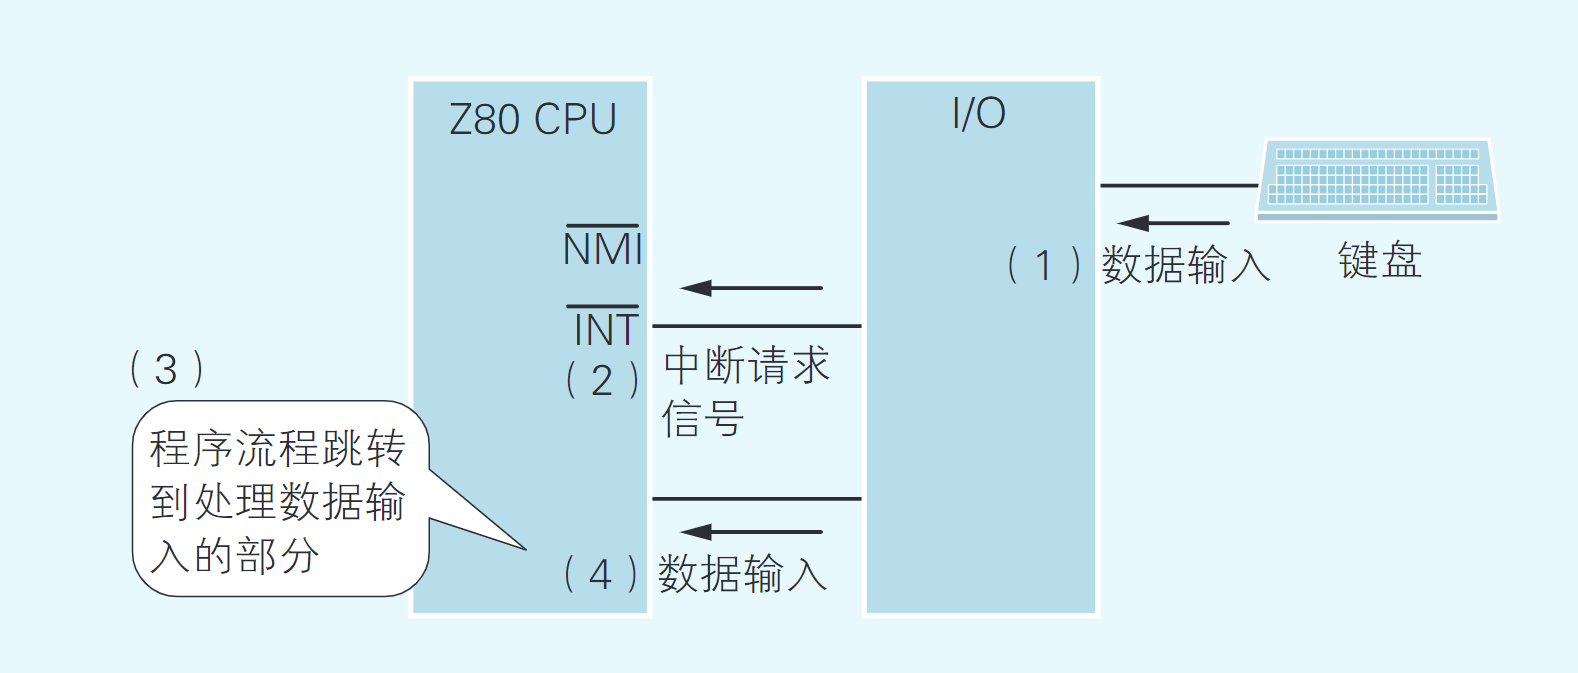 Z80 CPU
I/O
NMI
INT
(1) 数据输入
键盘
(2) 中断请求
信号
(3)
程序流程跳转
到处理数据输
入的部分
(4) 数据输入